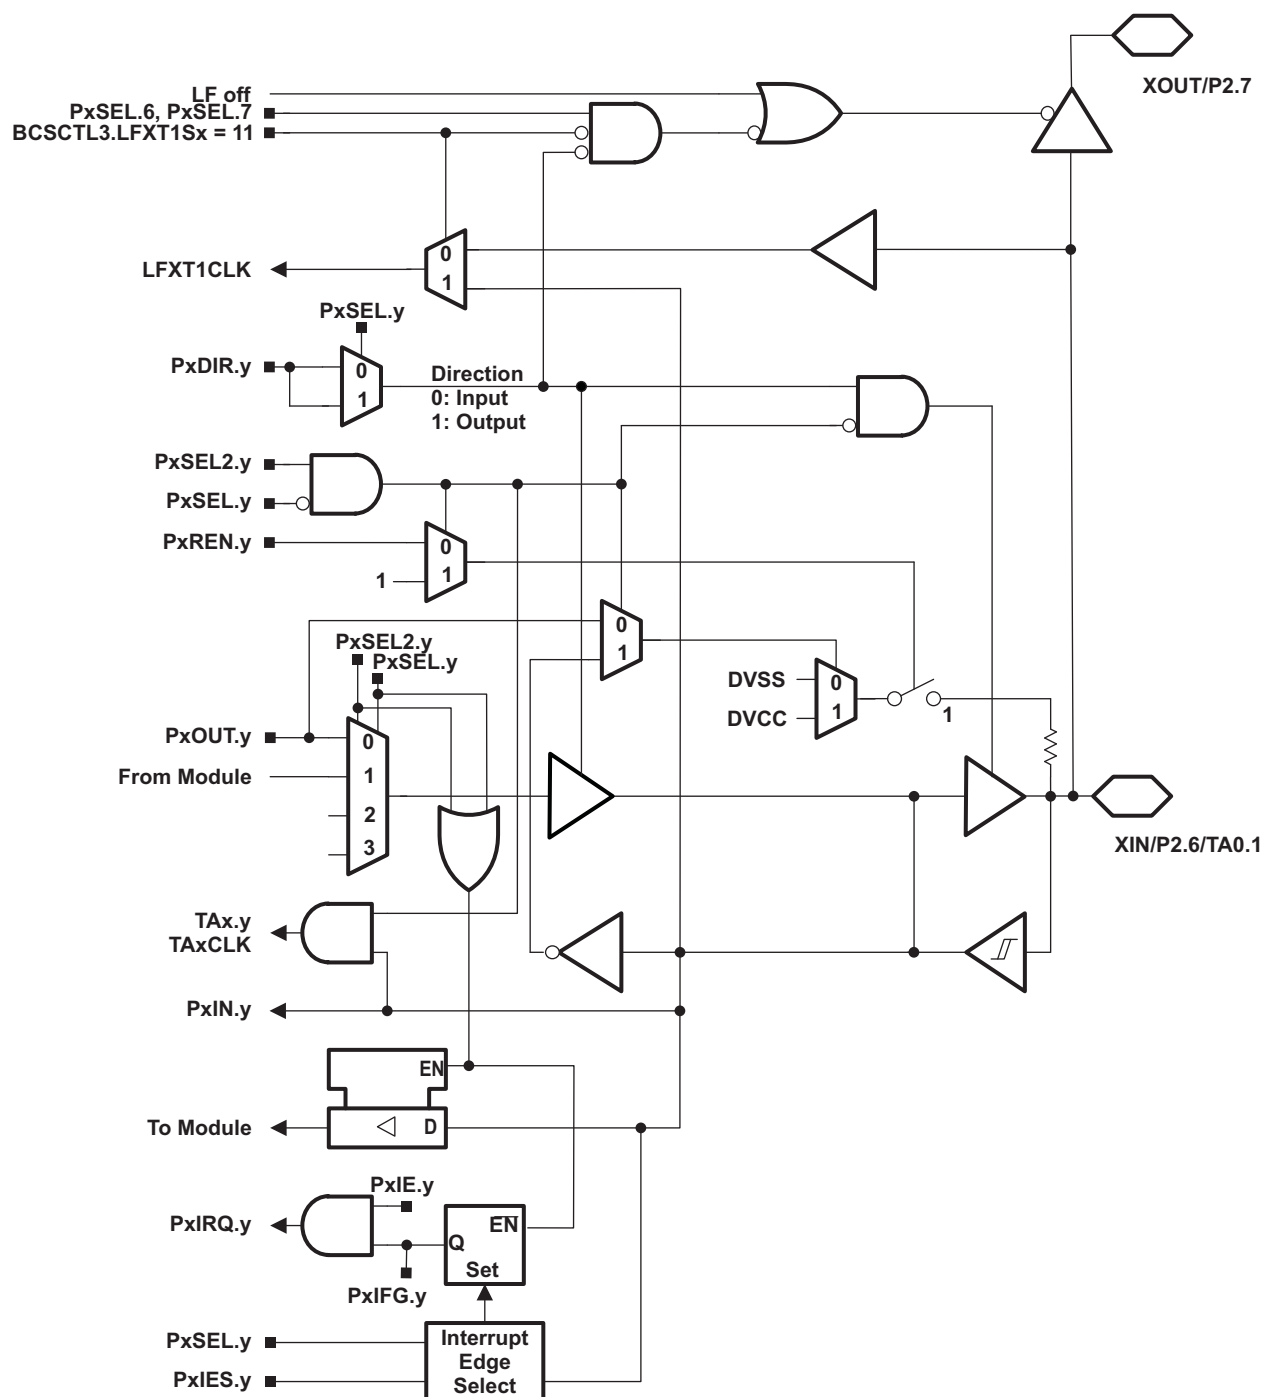 XOUT/P2.7
LF off
PxSEL.6, PxSEL.7
BCSCTL3.LFXT1Sx = 11
0
LFXT1CLK
1
PxSEL.y
PxDIR.y
0
1
Direction
0: Input
1: Output
PxSEL2.y
PxSEL.y
PxREN.y
0
1
1
0
1
PxSEL2.y
PxSEL.y
DVSS
0
DVCC
1
1
PxOUT.y
0
From Module
1
2
3
XIN/P2.6/TA0.1
TAx.y
TAxCLK
PxIN.y
EN
To Module
D
PxIE.y
PxIRQ.y
EN
Q
Set
PxIFG.y
PxSEL.y
PxIES.y
Interrupt
Edge
Select